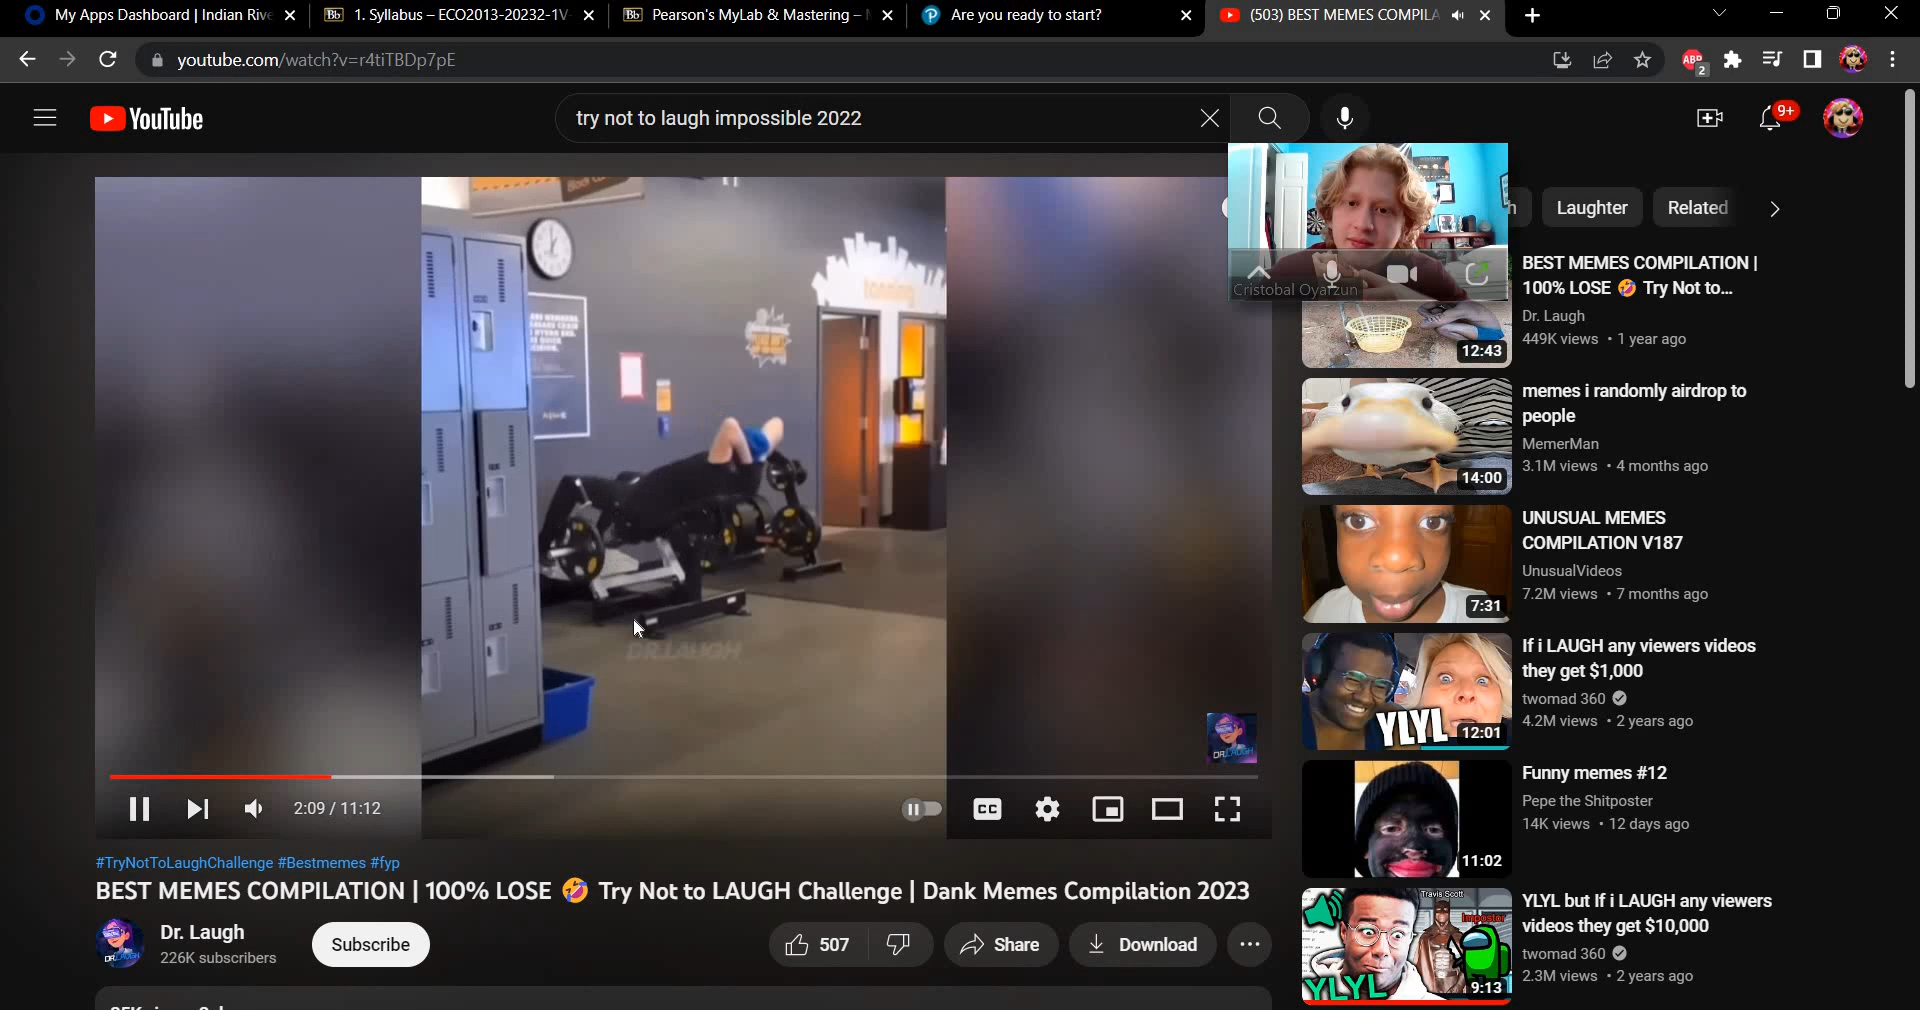 My Apps Dashboard | Indian Rive
1. Syllabus – ECO2013-20232-1V
Pearson's MyLab & Mastering –
Are you ready to start?
(503) BEST MEMES COMPILA
youtube.com/watch?v=r4tiTBDp7pE
ABP
2
YouTube
try not to laugh impossible 2022
9+
Laughter
Related
Cristobal Oyarzun
BEST MEMES COMPILATION |
100% LOSE 🤣 Try Not to...
Dr. Laugh
449K views • 1 year ago
12:43
memes i randomly airdrop to
people
MemerMan
3.1M views • 4 months ago
14:00
UNUSUAL MEMES
COMPILATION V187
UnusualVideos
7.2M views • 7 months ago
7:31
If i LAUGH any viewers videos
they get $1,000
twomad 360
4.2M views • 2 years ago
YLYL
12:01
Funny memes #12
Pepe the Shitposter
14K views • 12 days ago
11:02
YLYL but If i LAUGH any viewers
videos they get $10,000
twomad 360
2.3M views • 2 years ago
Travis Scott
Impostor
YLYL
9:13
DR.LAUGH
DR.LAUGH
2:09 / 11:12
CC
#TryNotToLaughChallenge #Bestmemes #fyp
BEST MEMES COMPILATION | 100% LOSE 🤣 Try Not to LAUGH Challenge | Dank Memes Compilation 2023
Dr. Laugh
226K subscribers
Subscribe
507
Share
Download